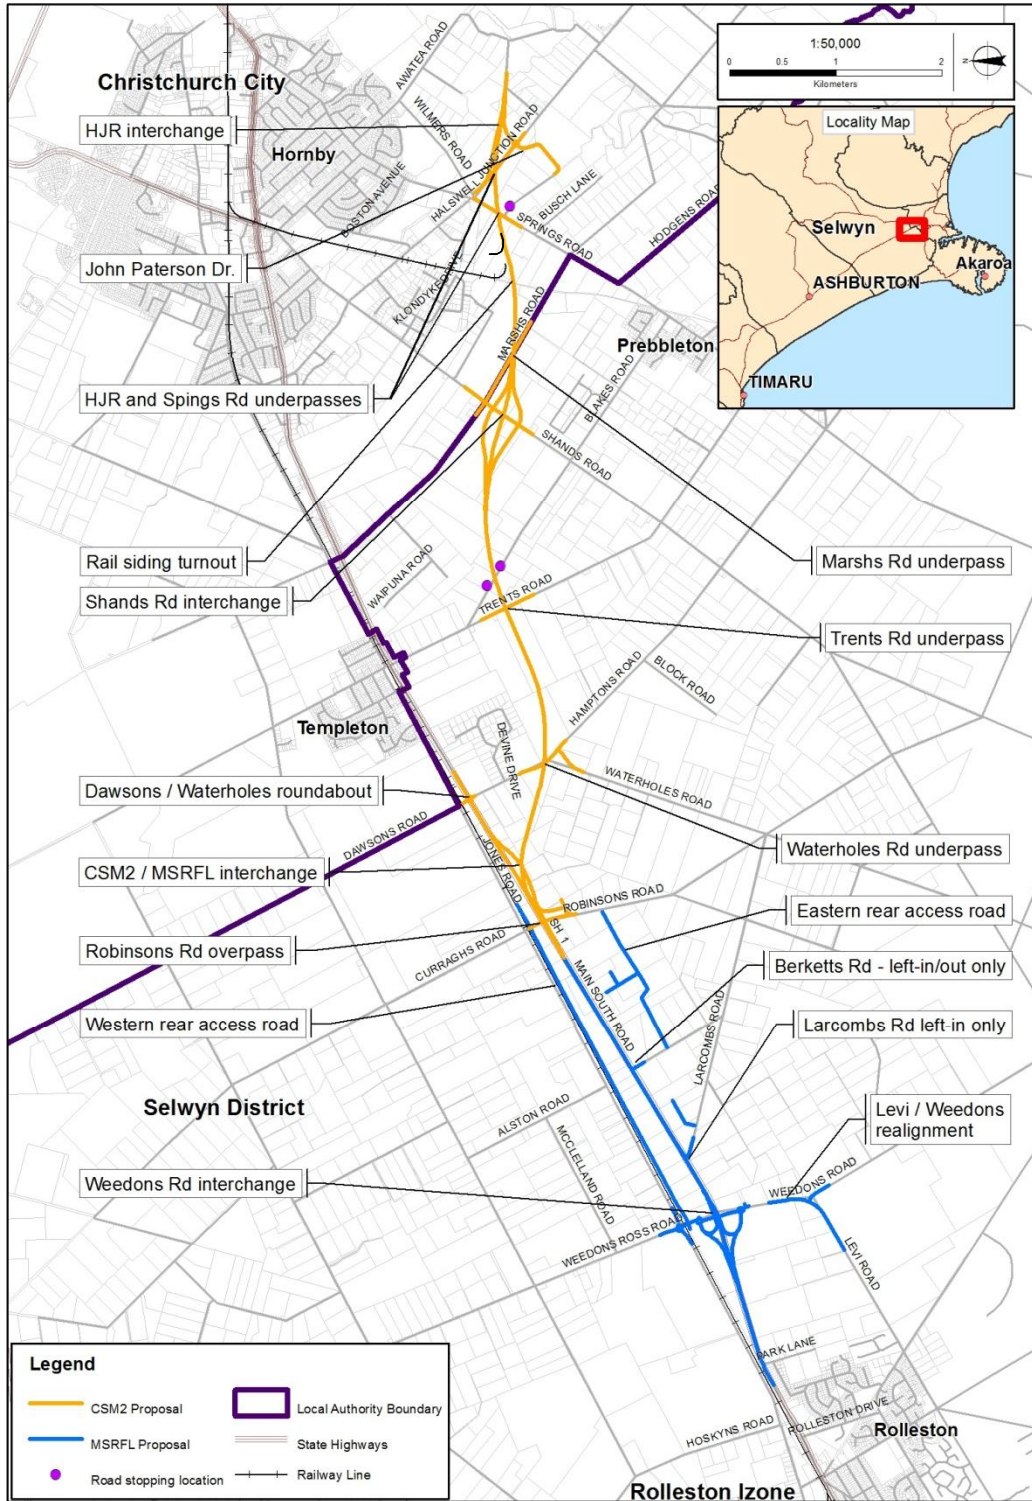 1:50,000
0 0.5 1 2
Kilometers
N
Locality Map
Selwyn
Akaroa
ASHBURTON
TIMARU
Christchurch City
AWATEA ROAD
HJR interchange
WILMERS ROAD
Hornby
HALSWELL JUNCTION ROAD
BOSTON AVENUE
BUSCH LANE
SPRINGS ROAD
HODGENS ROAD
John Paterson Dr.
KLONDYKE DRIVE
MARSHS ROAD
Prebbleton
HJR and Spings Rd underpasses
BLAKES ROAD
SHANDS ROAD
Rail siding turnout
Marshs Rd underpass
WAIPUNA ROAD
Shands Rd interchange
TRENTS ROAD
Trents Rd underpass
HAMPTONS ROAD
BLOCK ROAD
Templeton
DEVINE DRIVE
WATERHOLES ROAD
Dawsons / Waterholes roundabout
DAWSONS ROAD
Waterholes Rd underpass
JONES ROAD
CSM2 / MSRFL interchange
ROBINSONS ROAD
Eastern rear access road
SH 1
CURRAGHS ROAD
Robinsons Rd overpass
MAIN SOUTH ROAD
Berketts Rd - left-in/out only
Western rear access road
LARCOMBS ROAD
Larcombs Rd left-in only
Selwyn District
ALSTON ROAD
MCCLELLAND ROAD
Levi / Weedons
realignment
Weedons Rd interchange
WEEDONS ROAD
WEEDONS ROSS ROAD
LEVI ROAD
PARK LANE
HOSKYNS ROAD
ROLLESTON DRIVE
Rolleston
Rolleston Izone
Legend
CSM2 Proposal
Local Authority Boundary
MSRFL Proposal
State Highways
Road stopping location
Railway Line